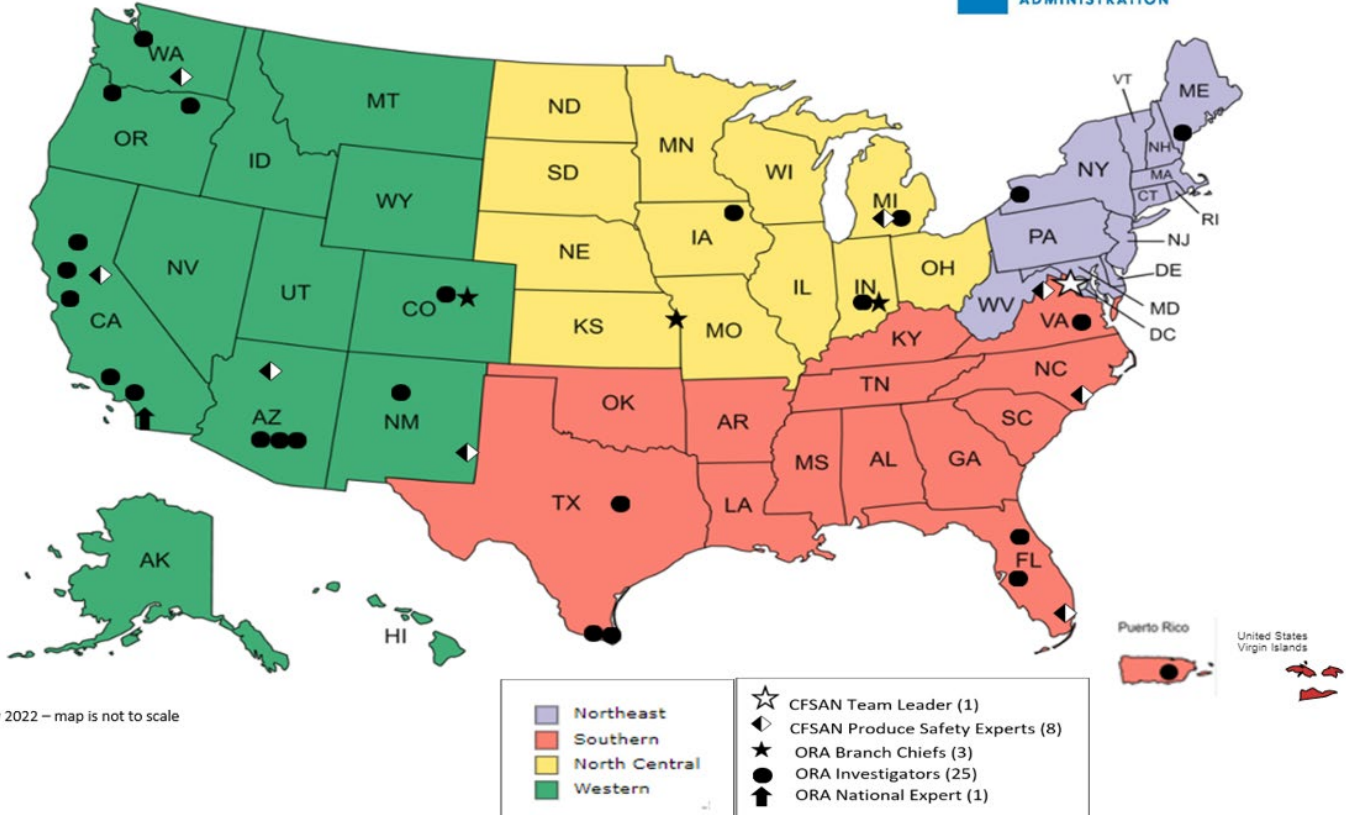 ADMINISTRATION
WA
MT
ND
MN
VT
ME
OR
ID
SD
WI
MI
NY
NH
MA
CT
RI
WY
IA
NE
PA
NJ
NV
UT
CO
IL
IN
OH
DE
WV
MD
VA
DC
CA
KS
MO
KY
AZ
NM
OK
AR
TN
NC
SC
MS
AL
GA
TX
LA
FL
AK
HI
Puerto Rico
United States
Virgin Islands
2022 – map is not to scale
Northeast
Southern
North Central
Western
CFSAN Team Leader (1)
CFSAN Produce Safety Experts (8)
ORA Branch Chiefs (3)
ORA Investigators (25)
ORA National Expert (1)